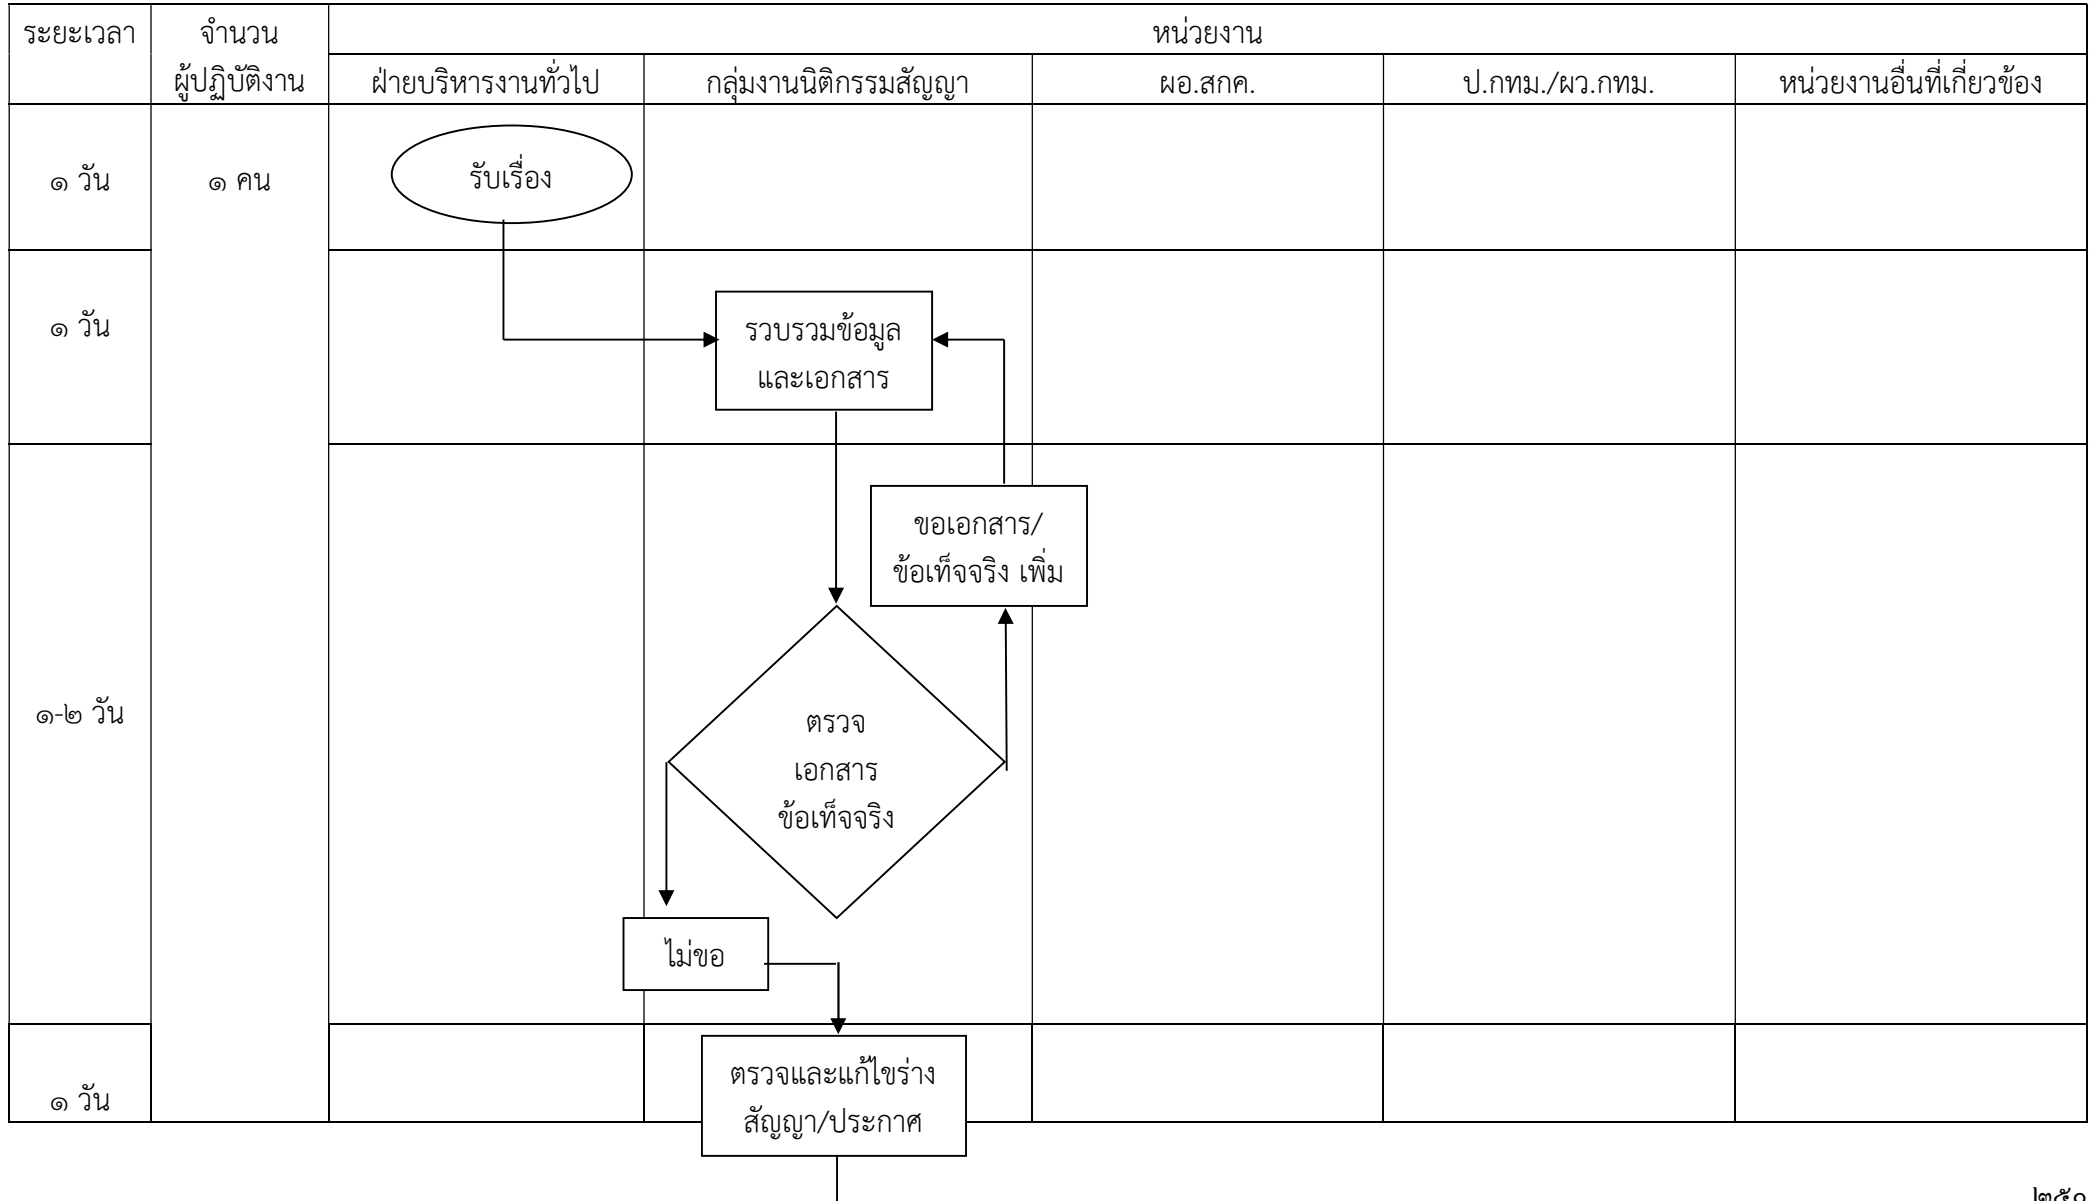 ระยะเวลา
จำนวน
ผู้ปฏิบัติงาน
หน่วยงาน
ฝ่ายบริหารงานทั่วไป
กลุ่มงานนิติกรรมสัญญา
ผอ.สกค.
ป.กทม./ผว.กทม.
หน่วยงานอื่นที่เกี่ยวข้อง
๑ วัน
๑ คน
รับเรื่อง
๑ วัน
รวบรวมข้อมูล
และเอกสาร
๑-๒ วัน
ขอเอกสาร/
ข้อเท็จจริง เพิ่ม
ตรวจ
เอกสาร
ข้อเท็จจริง
ไม่ขอ
๑ วัน
ตรวจและแก้ไขร่าง
สัญญา/ประกาศ